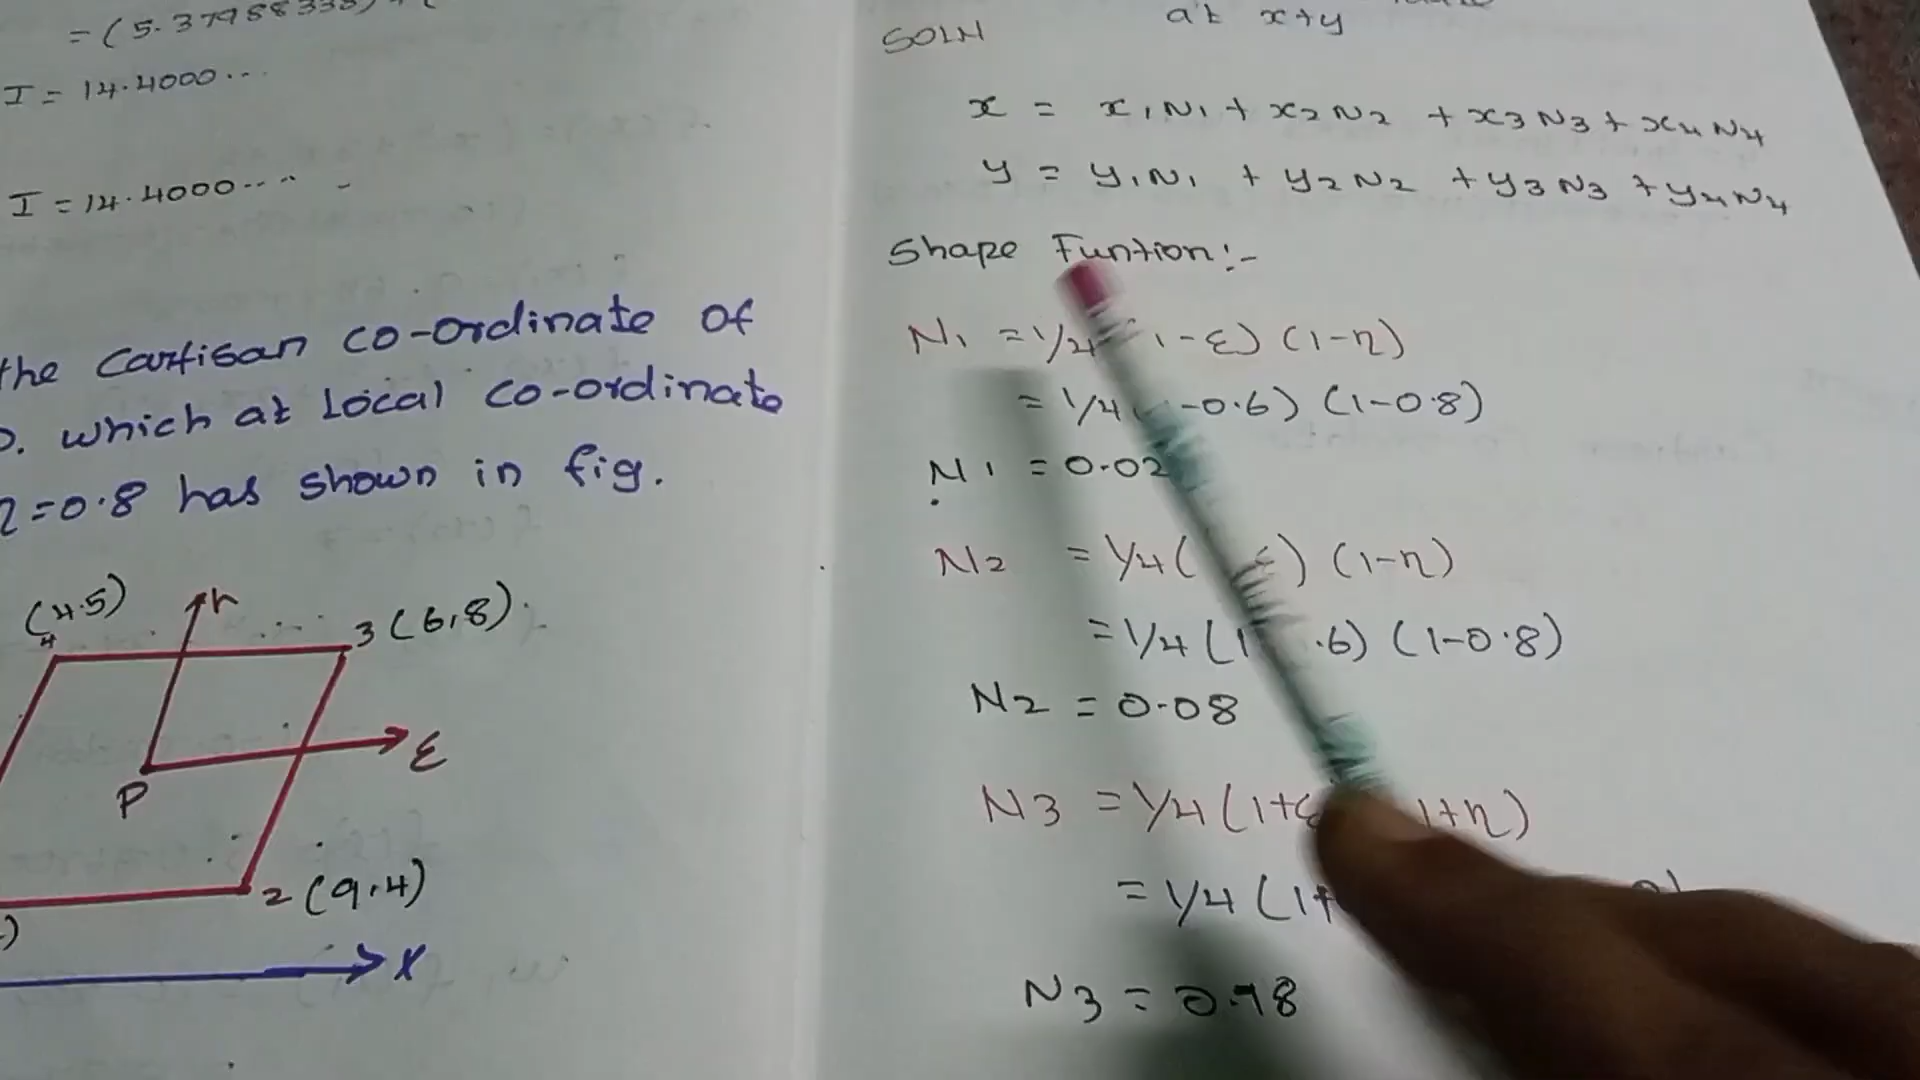 = (5.37988338)
I = 14.4000...
I = 14.4000....
the cartisan co-ordinate of
which at Local co-ordinate
η=0.8 has shown in fig.
(4.5)
4
η
3 (6,8).
ε
P
2 (9,4)
X
at x+y
SOLN
x = x1N1 + x2N2 + x3N3 + x4N4
y = y1N1 + y2N2 + y3N3 + y4N4
Shape Funtion:-
N1 = 1/4 (1-ε) (1-η)
= 1/4 -0.6) (1-0.8)
N1 = 0.02
N2 = 1/4( ε) (1-η)
= 1/4 (1 .6) (1-0.8)
N2 = 0.08
N3 = 1/4 (1+ε 1+η)
= 1/4 (1+
N3 = 0.78